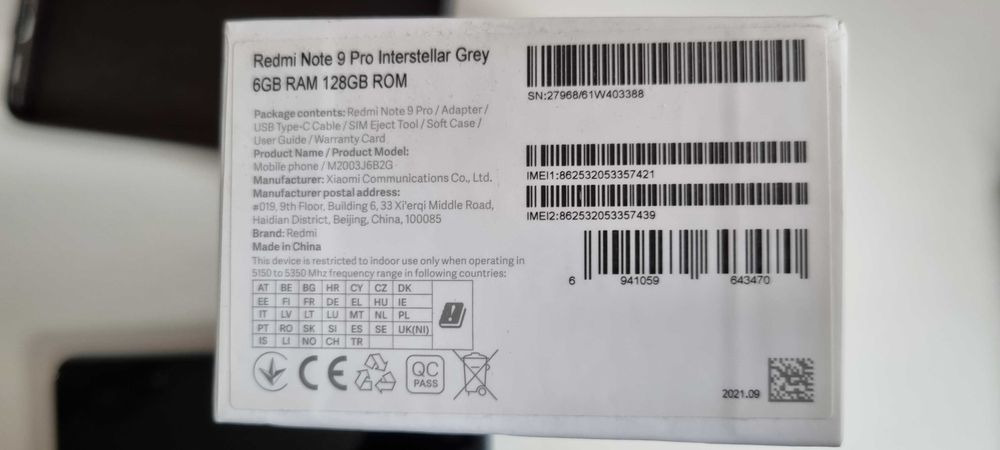 Redmi Note 9 Pro Interstellar Grey
6GB RAM 128GB ROM
Package contents: Redmi Note 9 Pro / Adapter /
USB Type-C Cable / SIM Eject Tool / Soft Case /
User Guide / Warranty Card
Product Name / Product Model:
Mobile phone / M2003J6B2G
Manufacturer: Xiaomi Communications Co., Ltd.
Manufacturer postal address:
#019, 9th Floor, Building 6, 33 Xi'erqi Middle Road,
Haidian District, Beijing, China, 100085
Brand: Redmi
Made in China
This device is restricted to indoor use only when operating in
5150 to 5350 Mhz frequency range in following countries:
AT BE BG HR CY CZ DK
EE FI FR DE EL HU IE
IT LV LT LU MT NL PL
PT RO SK SI ES SE UK(NI)
IS LI NO CH TR
CE
QC
PASS
SN:27968/61W403388
IMEI1:862532053357421
IMEI2:862532053357439
6 941059 643470
2021.09